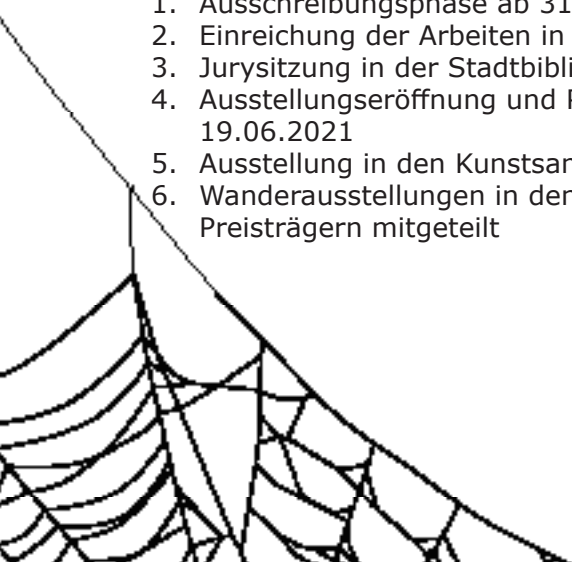 1. Ausschreibungsphase ab 31
2. Einreichung der Arbeiten in
3. Jurysitzung in der Stadtbibli
4. Ausstellungseröffnung und
19.06.2021
5. Ausstellung in den Kunstsa
6. Wanderausstellungen in der
Preisträgern mitgeteilt